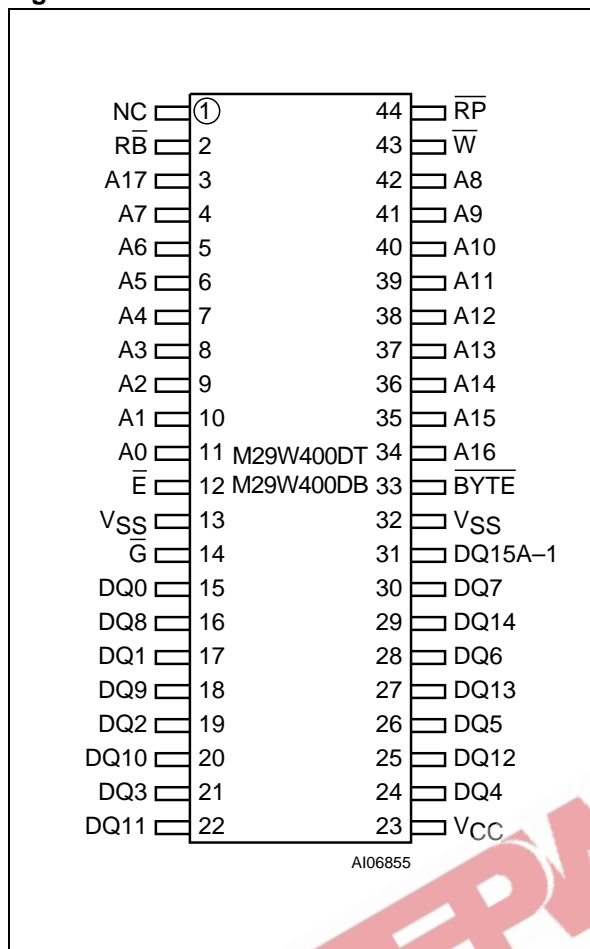 NC 1 44 R̅P̅
RB̅ 2 43 W̅
A17 3 42 A8
A7 4 41 A9
A6 5 40 A10
A5 6 39 A11
A4 7 38 A12
A3 8 37 A13
A2 9 36 A14
A1 10 35 A15
A0 11 M29W400DT 34 A16
E̅ 12 M29W400DB 33 B̅Y̅T̅E̅
VSS 13 32 VSS
G̅ 14 31 DQ15A–1
DQ0 15 30 DQ7
DQ8 16 29 DQ14
DQ1 17 28 DQ6
DQ9 18 27 DQ13
DQ2 19 26 DQ5
DQ10 20 25 DQ12
DQ3 21 24 DQ4
DQ11 22 23 VCC
AI06855